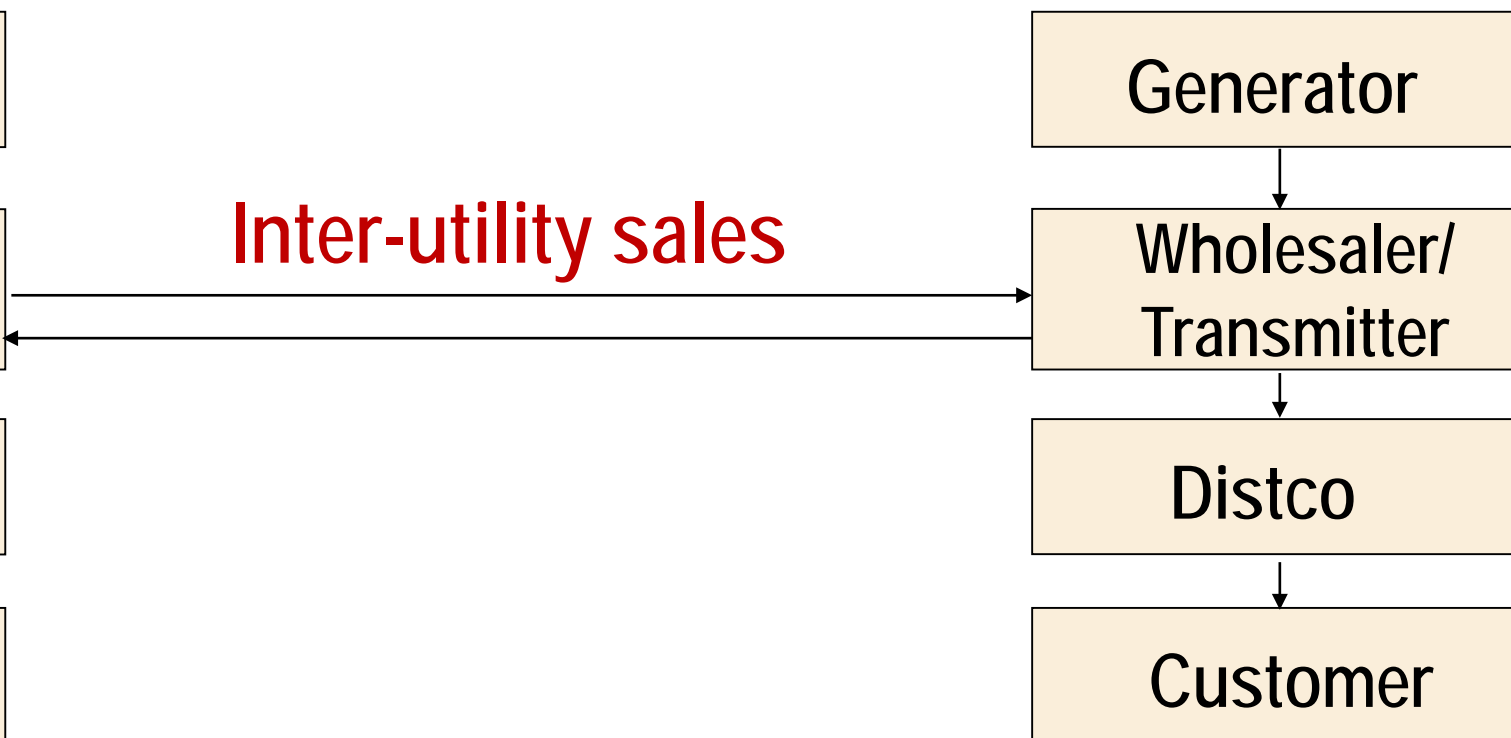 Generator
Inter-utility sales
Wholesaler/
Transmitter
Distco
Customer